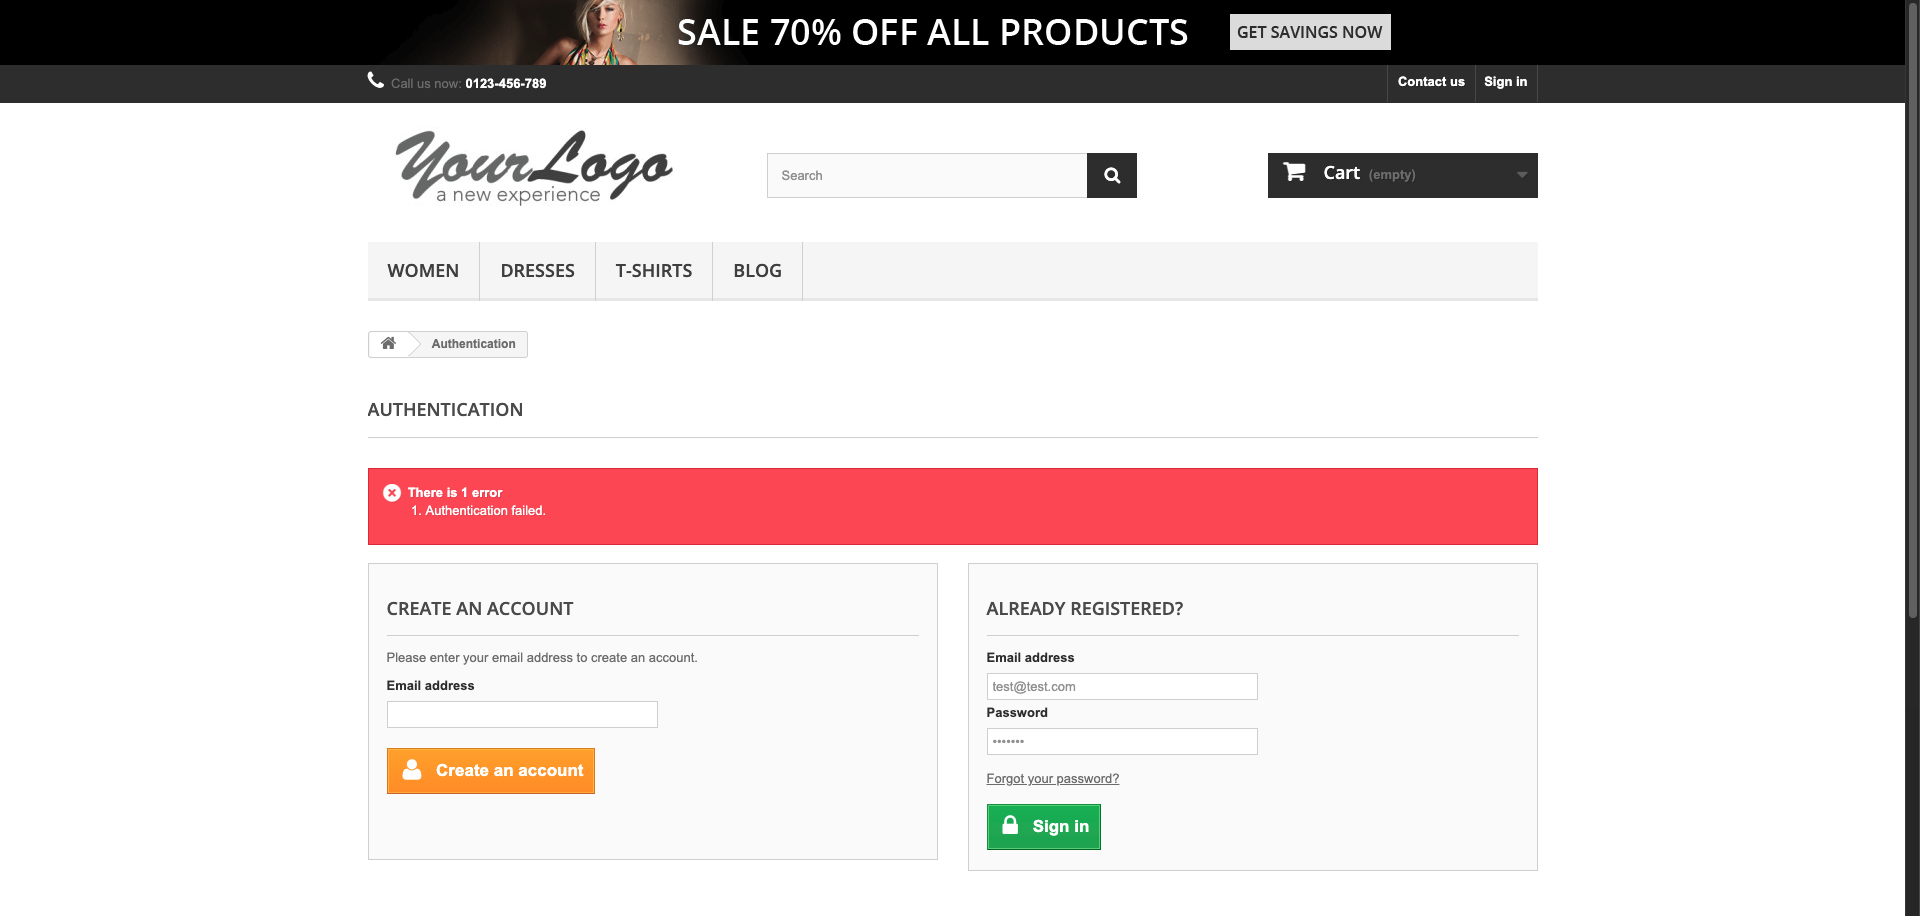 SALE 70% OFF ALL PRODUCTS GET SAVINGS NOW
Call us now: 0123-456-789 Contact us Sign in
YourLogo
a new experience
Search
Cart (empty)
WOMEN DRESSES T-SHIRTS BLOG
Authentication
AUTHENTICATION
There is 1 error
1. Authentication failed.
CREATE AN ACCOUNT
Please enter your email address to create an account.
Email address
Create an account
ALREADY REGISTERED?
Email address
test@test.com
Password
•••••••
Forgot your password?
Sign in